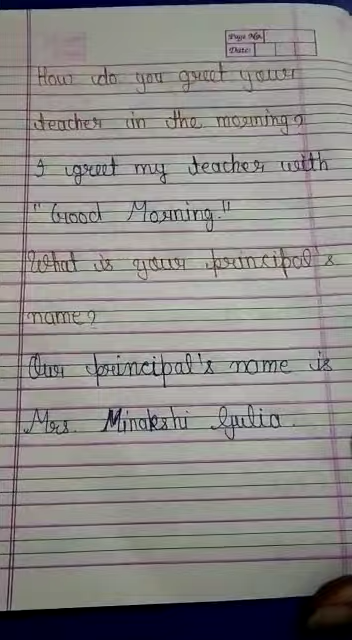 Page No.
Date:
How do you greet your
teacher in the morning?
I greet my teacher with
"Good Morning."
What is your principal's
name?
Our principal's name is
Mrs. Minakshi Gulia.